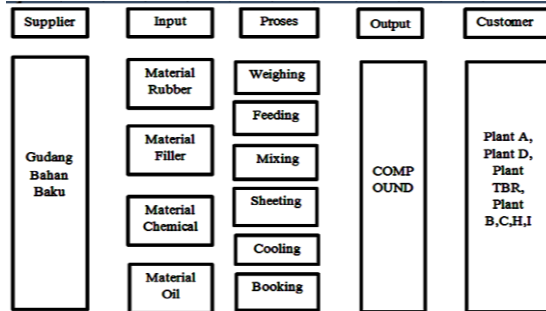 Supplier
Input
Proses
Output
Customer
Gudang
Bahan
Baku
Material
Rubber
Material
Filler
Material
Chemical
Material
Oil
Weighing
Feeding
Mixing
Sheeting
Cooling
Booking
COMP
OUND
Plant A,
Plant D,
Plant
TBR,
Plant
B,C,H,I